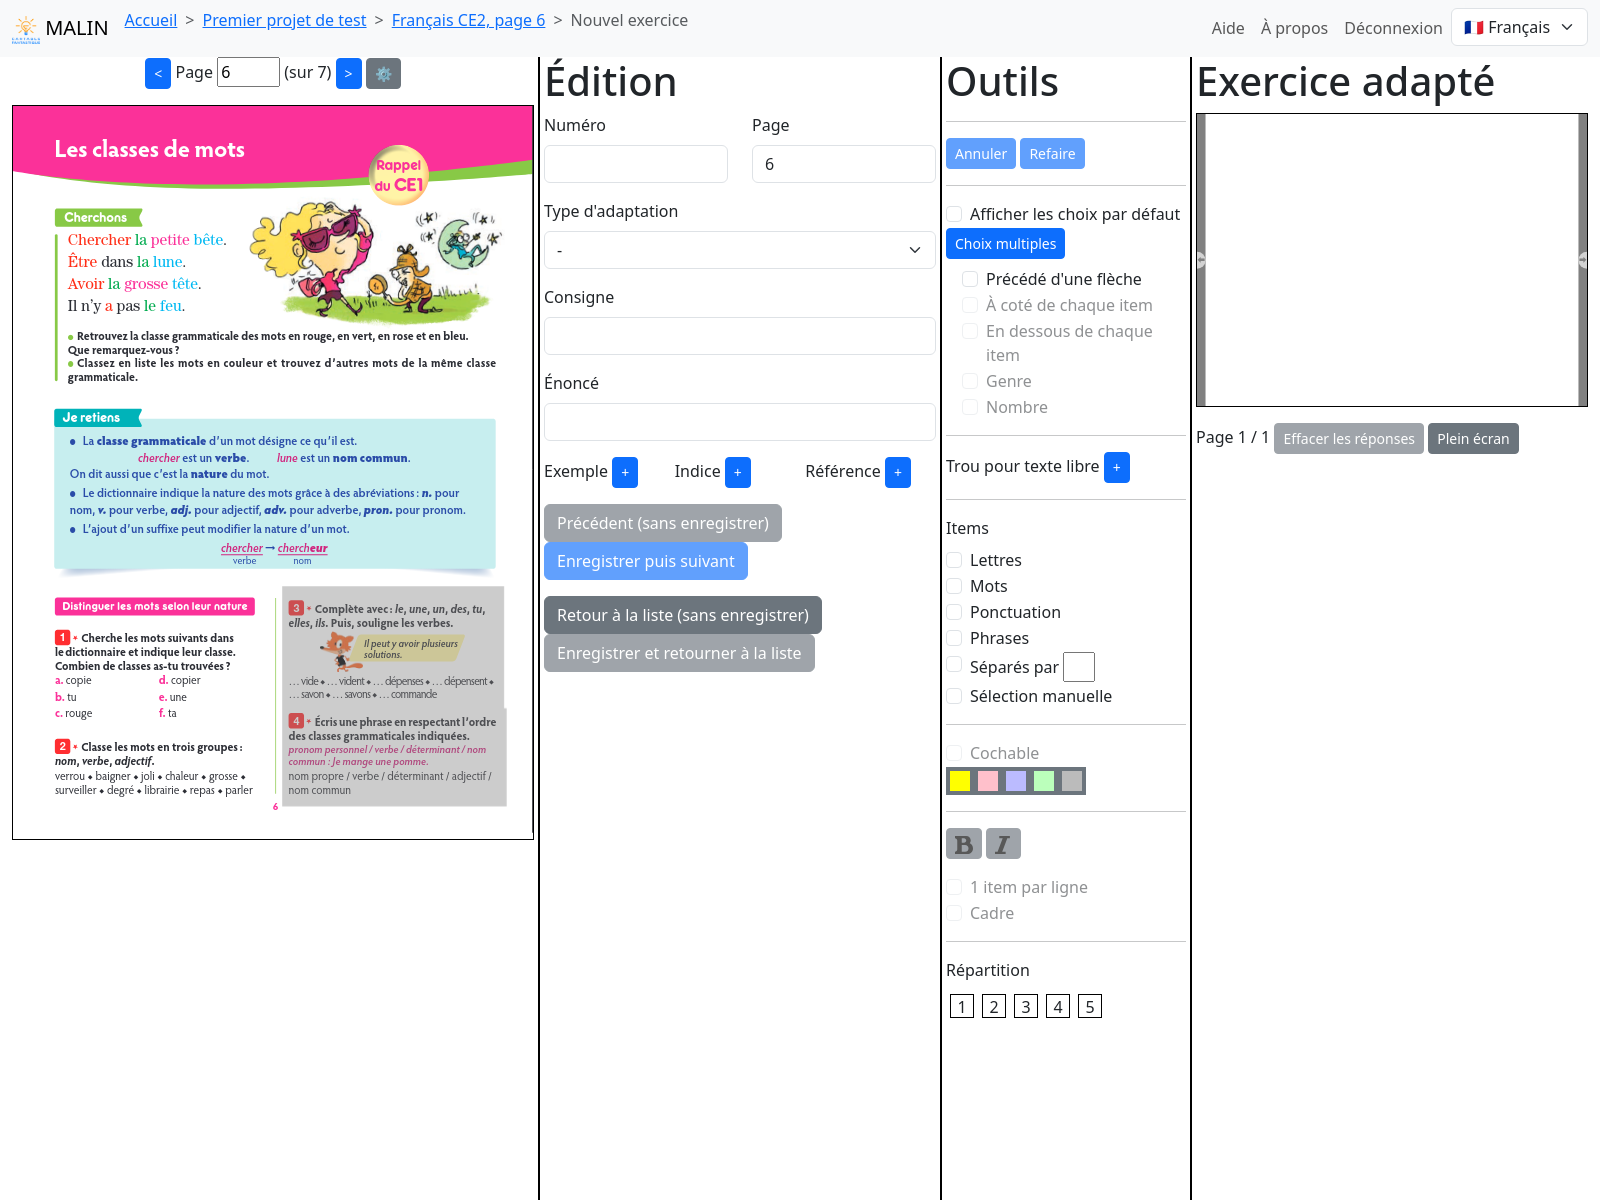 MALIN
Accueil > Premier projet de test > Français CE2, page 6 > Nouvel exercice
Aide À propos Déconnexion 🇫🇷 Français
< Page 6 (sur 7) > ⚙️
Les classes de mots
Rappel
du CE1
Cherchons
Chercher la petite bête.
Être dans la lune.
Avoir la grosse tête.
Il n'y a pas le feu.
• Retrouvez la classe grammaticale des mots en rouge, en vert, en rose et en bleu.
Que remarquez-vous ?
• Classez en liste les mots en couleur et trouvez d'autres mots de la même classe
grammaticale.
Je retiens
• La classe grammaticale d'un mot désigne ce qu'il est.
chercher est un verbe. lune est un nom commun.
On dit aussi que c'est la nature du mot.
• Le dictionnaire indique la nature des mots grâce à des abréviations : n. pour
nom, v. pour verbe, adj. pour adjectif, adv. pour adverbe, pron. pour pronom.
• L'ajout d'un suffixe peut modifier la nature d'un mot.
chercher → chercheur
verbe nom
Distinguer les mots selon leur nature
1 * Cherche les mots suivants dans
le dictionnaire et indique leur classe.
Combien de classes as-tu trouvées ?
a. copie d. copier
b. tu e. une
c. rouge f. ta
2 * Classe les mots en trois groupes :
nom, verbe, adjectif.
verrou ◆ baigner ◆ joli ◆ chaleur ◆ grosse ◆
surveiller ◆ degré ◆ librairie ◆ repas ◆ parler
3 * Complète avec : le, une, un, des, tu,
elles, ils. Puis, souligne les verbes.
Il peut y avoir plusieurs
solutions.
… vide ◆ … vident ◆ … dépenses ◆ … dépensent ◆
… savon ◆ … savons ◆ … commande
4 * Écris une phrase en respectant l'ordre
des classes grammaticales indiquées.
pronom personnel / verbe / déterminant / nom
commun : Je mange une pomme.
nom propre / verbe / déterminant / adjectif /
nom commun
6
Édition
Numéro Page
6
Type d'adaptation
-
Consigne
Énoncé
Exemple + Indice + Référence +
Précédent (sans enregistrer)
Enregistrer puis suivant
Retour à la liste (sans enregistrer)
Enregistrer et retourner à la liste
Outils
Annuler Refaire
Afficher les choix par défaut
Choix multiples
Précédé d'une flèche
À coté de chaque item
En dessous de chaque
item
Genre
Nombre
Trou pour texte libre +
Items
Lettres
Mots
Ponctuation
Phrases
Séparés par
Sélection manuelle
Cochable
B I
1 item par ligne
Cadre
Répartition
1 2 3 4 5
Exercice adapté
Page 1 / 1 Effacer les réponses Plein écran